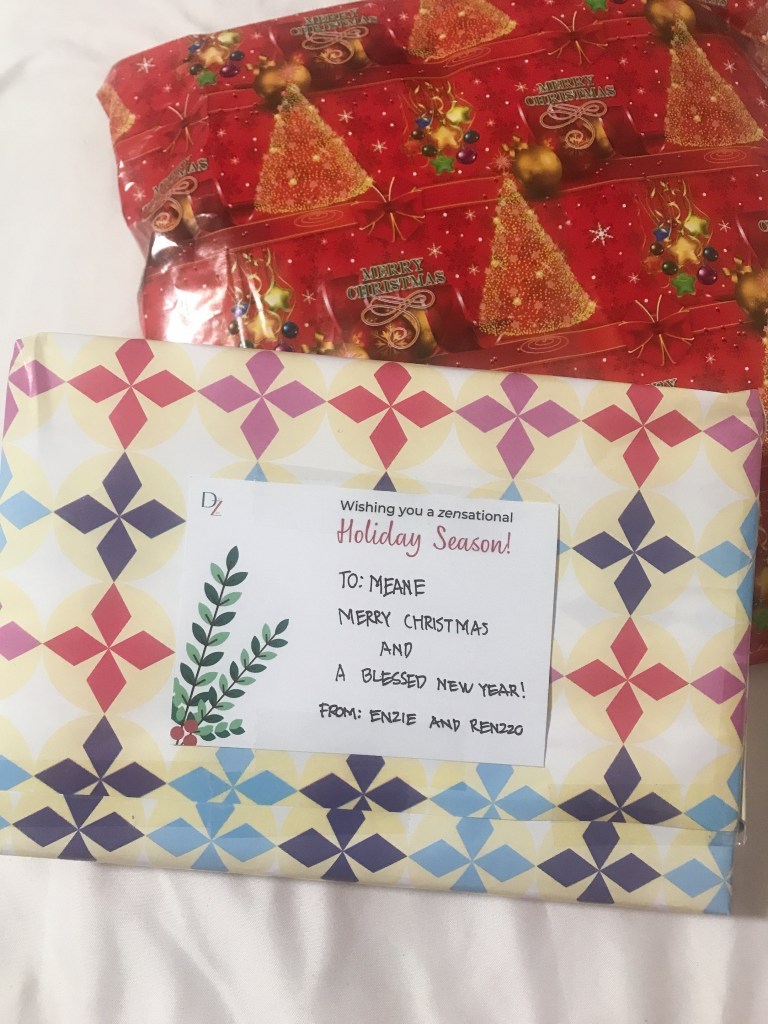 MERRY
CHRISTMAS
MERRY
CHRISTMAS
MERRY
CHRISTMAS
MERRY
CHRISTMAS
MERRY
DZ
Wishing you a zensational
Holiday Season!
TO: MEANE
MERRY CHRISTMAS
AND
A BLESSED NEW YEAR!
FROM: ENZIE AND RENZZO